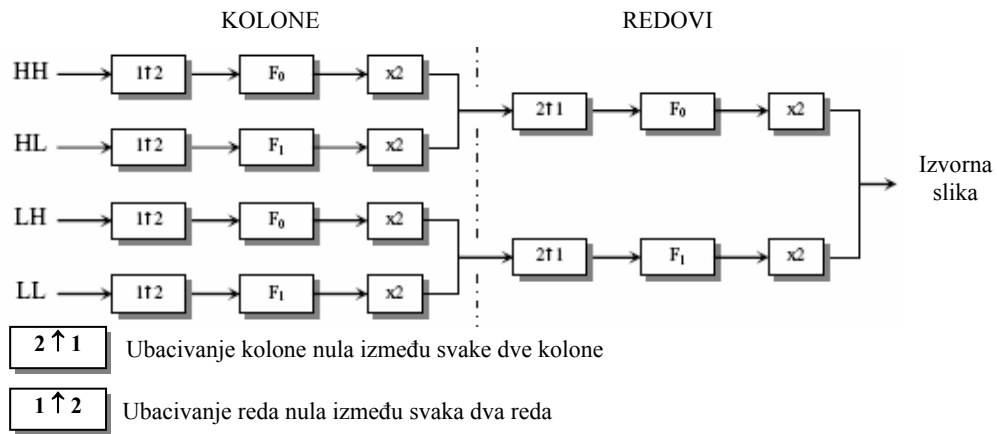 KOLONE REDOVI
HH 1↑2 F₀ x2
2↑1 F₀ x2
HL 1↑2 F₁ x2
Izvorna
slika
LH 1↑2 F₀ x2
2↑1 F₁ x2
LL 1↑2 F₁ x2
2 ↑ 1 Ubacivanje kolone nula između svake dve kolone
1 ↑ 2 Ubacivanje reda nula između svaka dva reda